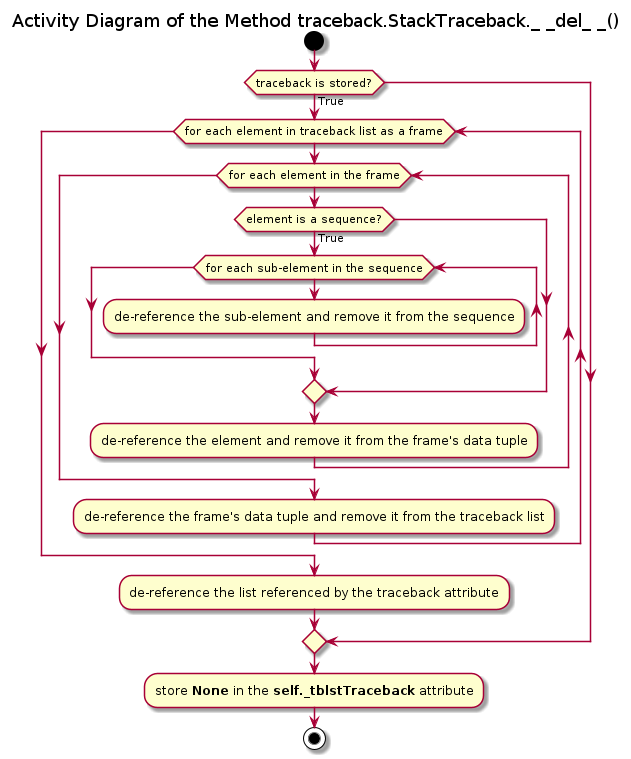 Activity Diagram of the Method traceback.StackTraceback._ _del_ _()
traceback is stored?
True
for each element in traceback list as a frame
for each element in the frame
element is a sequence?
True
for each sub-element in the sequence
de-reference the sub-element and remove it from the sequence
de-reference the element and remove it from the frame's data tuple
de-reference the frame's data tuple and remove it from the traceback list
de-reference the list referenced by the traceback attribute
store None in the self._tblstTraceback attribute